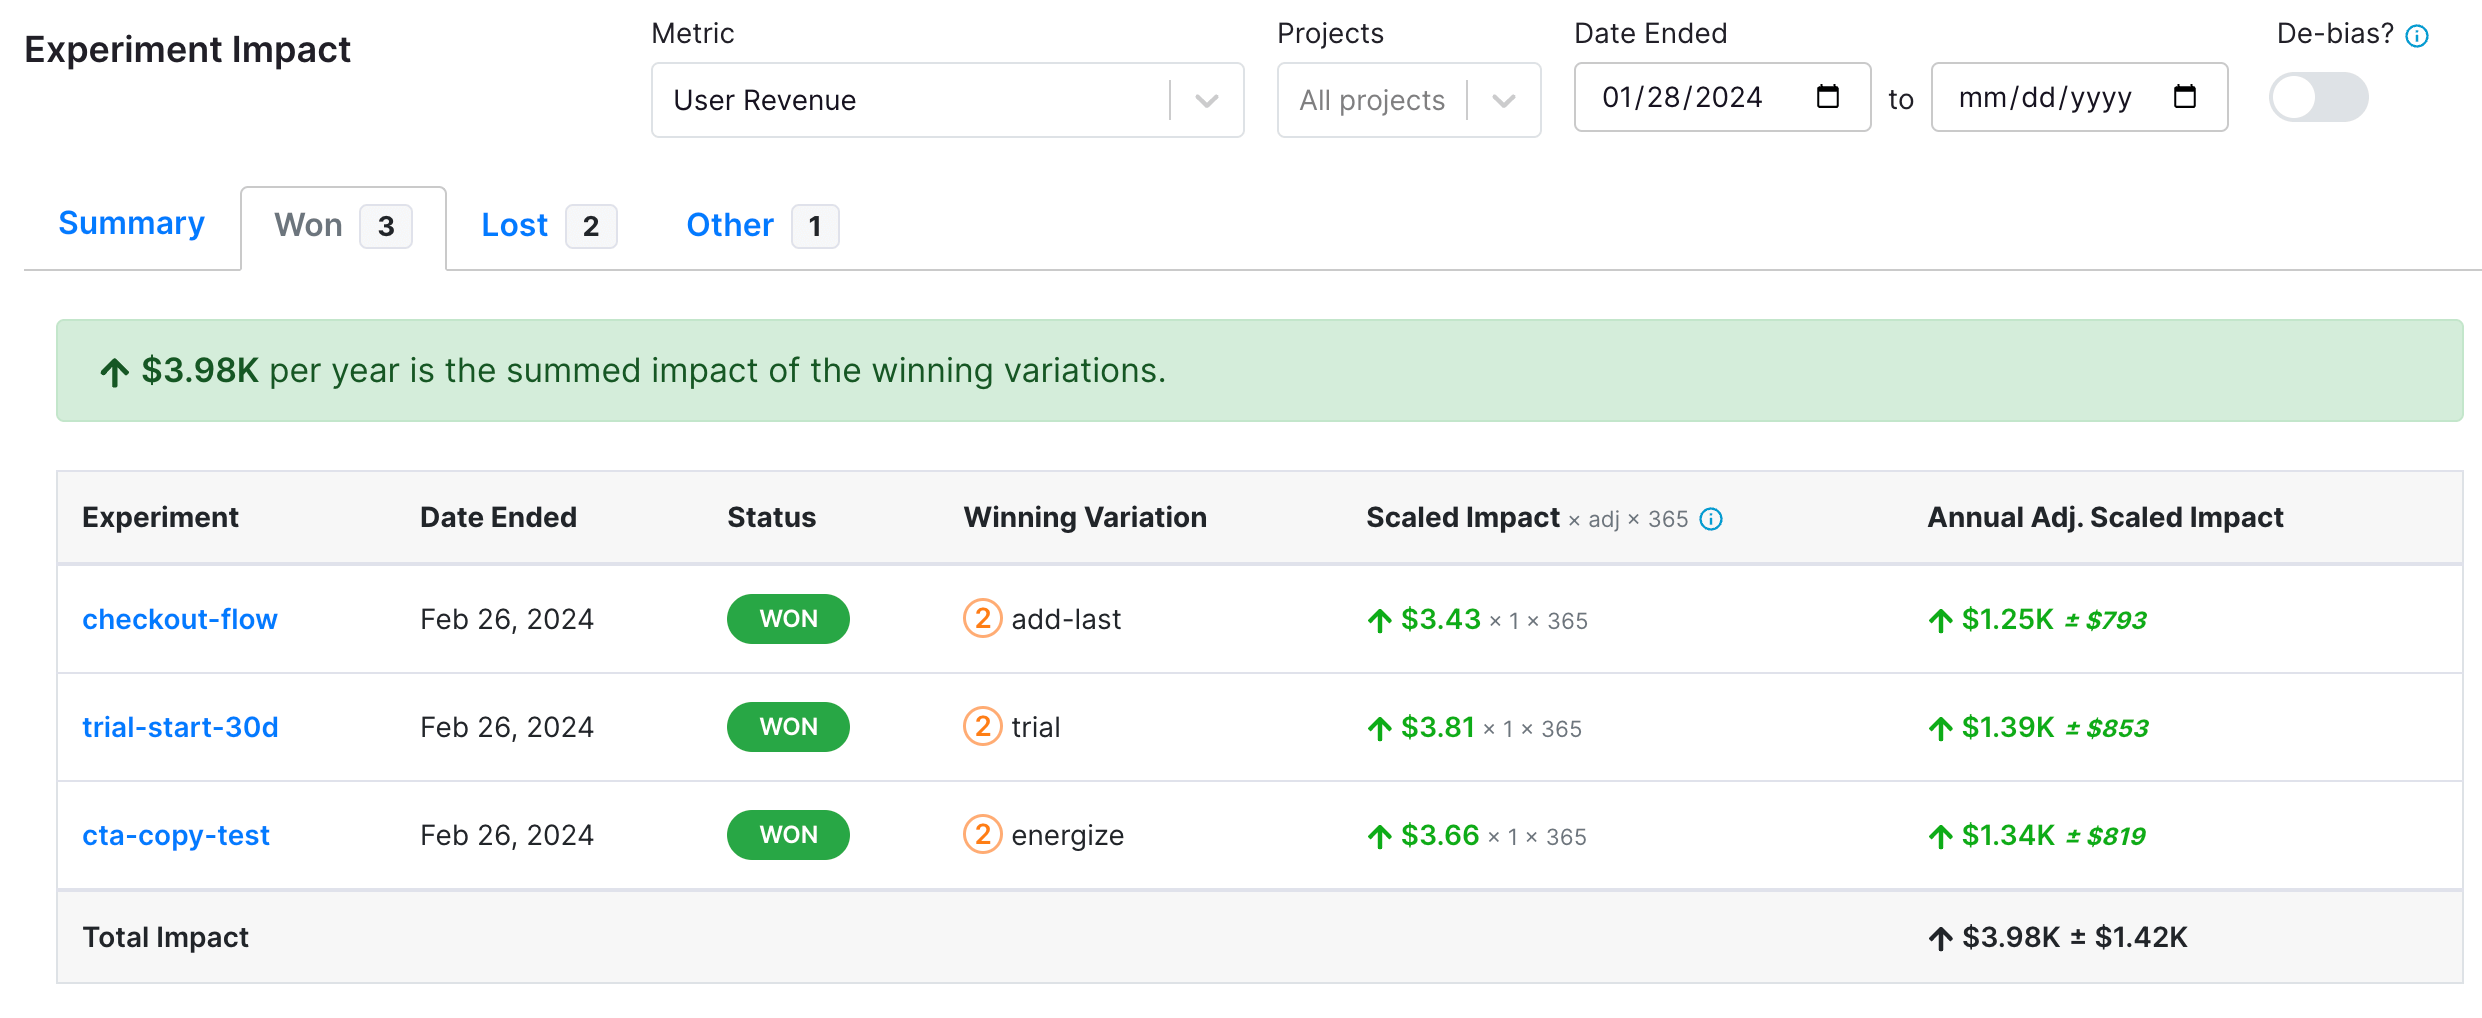 Experiment Impact
Metric
User Revenue
Projects
All projects
Date Ended
01/28/2024 to mm/dd/yyyy
De-bias?
Summary Won 3 Lost 2 Other 1
$3.98K per year is the summed impact of the winning variations.
Experiment Date Ended Status Winning Variation Scaled Impact × adj × 365 Annual Adj. Scaled Impact
checkout-flow Feb 26, 2024 WON 2 add-last $3.43 × 1 × 365 $1.25K ± $793
trial-start-30d Feb 26, 2024 WON 2 trial $3.81 × 1 × 365 $1.39K ± $853
cta-copy-test Feb 26, 2024 WON 2 energize $3.66 × 1 × 365 $1.34K ± $819
Total Impact $3.98K ± $1.42K